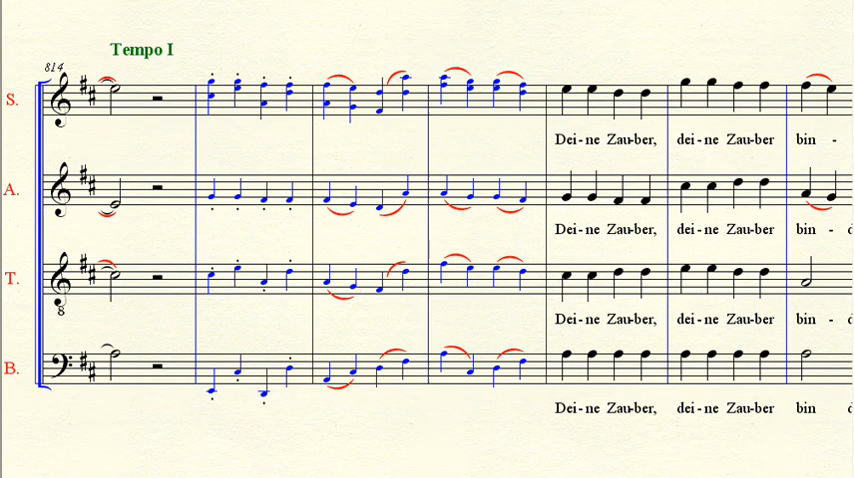 Tempo I
814
S.
Dei - ne Zau-ber, dei - ne Zau-ber bin -
A.
Dei - ne Zau-ber, dei - ne Zau-ber bin - d
T.
8
Dei - ne Zau-ber, dei - ne Zau-ber bin - d
B.
Dei - ne Zau-ber, dei - ne Zau-ber bin d